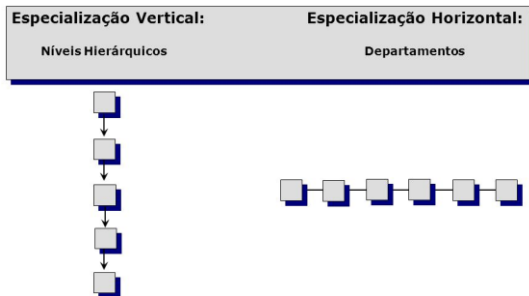 Especialização Vertical:
Níveis Hierárquicos
Especialização Horizontal:
Departamentos